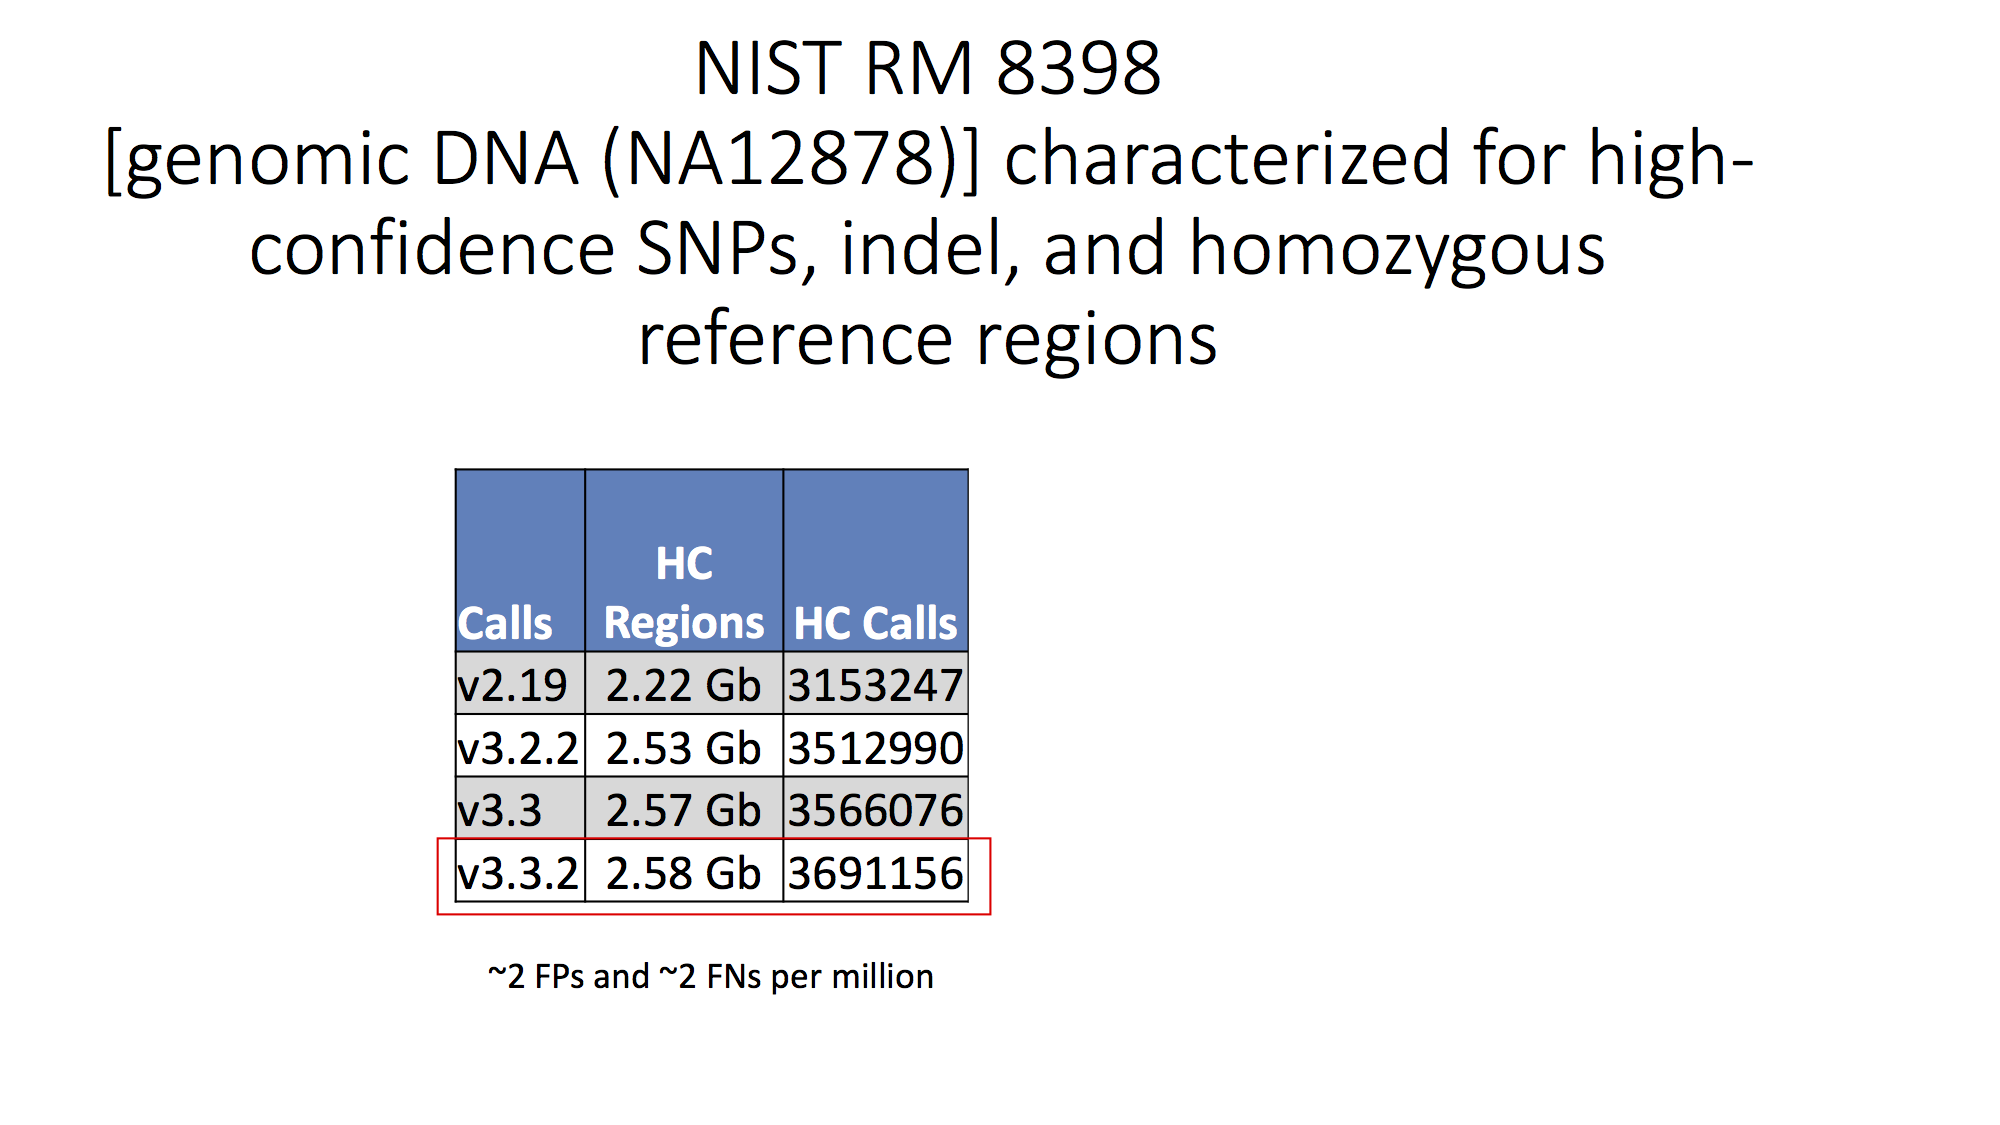 NIST RM 8398
[genomic DNA (NA12878)] characterized for high-
confidence SNPs, indel, and homozygous
reference regions
Calls HC Regions HC Calls
v2.19 2.22 Gb 3153247
v3.2.2 2.53 Gb 3512990
v3.3 2.57 Gb 3566076
v3.3.2 2.58 Gb 3691156
~2 FPs and ~2 FNs per million